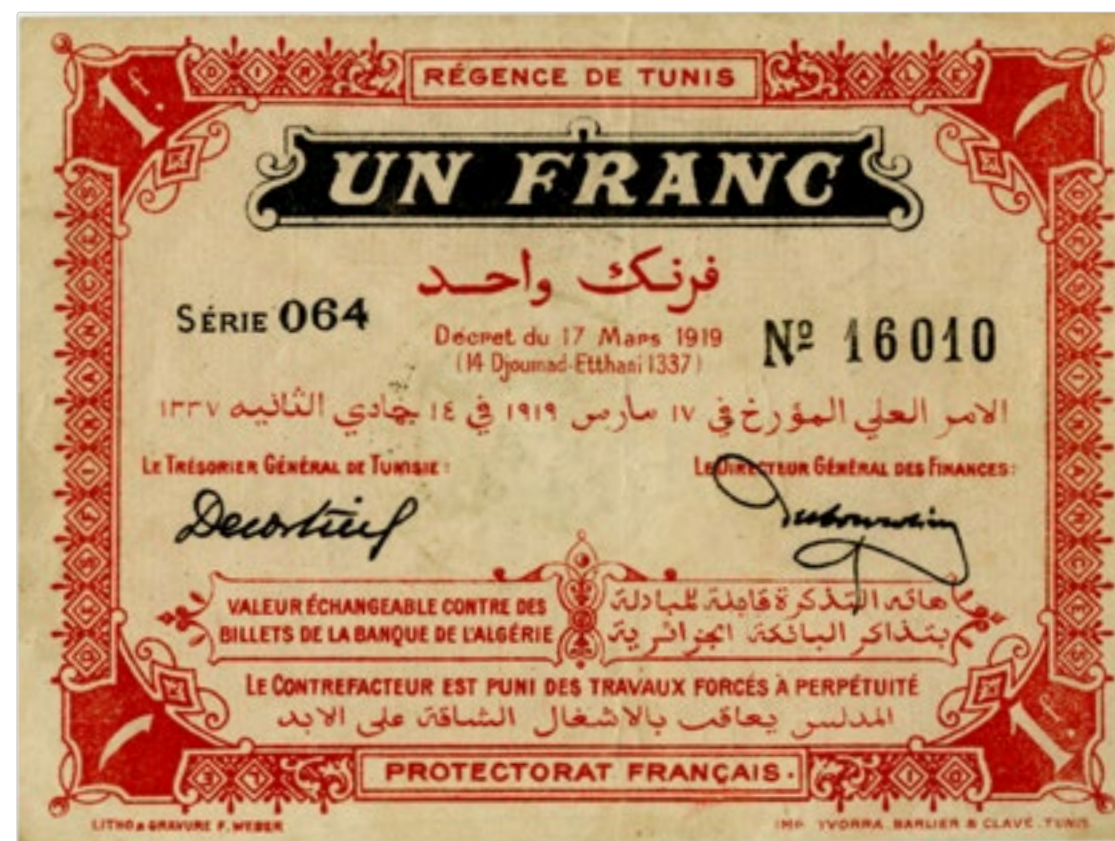 1f.
RÉGENCE DE TUNIS
UN FRANC
فرنك واحد
SÉRIE 064
Décret du 17 Mars 1919
(14 Djoumad-Etthani 1337)
Nº 16010
الامر العلي المؤرخ في ١٧ مارس ١٩١٩ في ١٤ جمادي الثانيه ١٣٣٧
LE TRÉSORIER GÉNÉRAL DE TUNISIE :
LE DIRECTEUR GÉNÉRAL DES FINANCES :
VALEUR ÉCHANGEABLE CONTRE DES
BILLETS DE LA BANQUE DE L'ALGÉRIE
هاته التذكرة قابلة للمبادلة
بتذاكر البانكة الجزائرية
LE CONTREFACTEUR EST PUNI DES TRAVAUX FORCÉS À PERPÉTUITÉ
المدلس يعاقب بالاشغال الشاقة على الابد
PROTECTORAT FRANÇAIS.
1f.
LITHO & GRAVURE F. WEBER
IMP. YVORRA. BARLIER & CLAVÉ. TUNIS